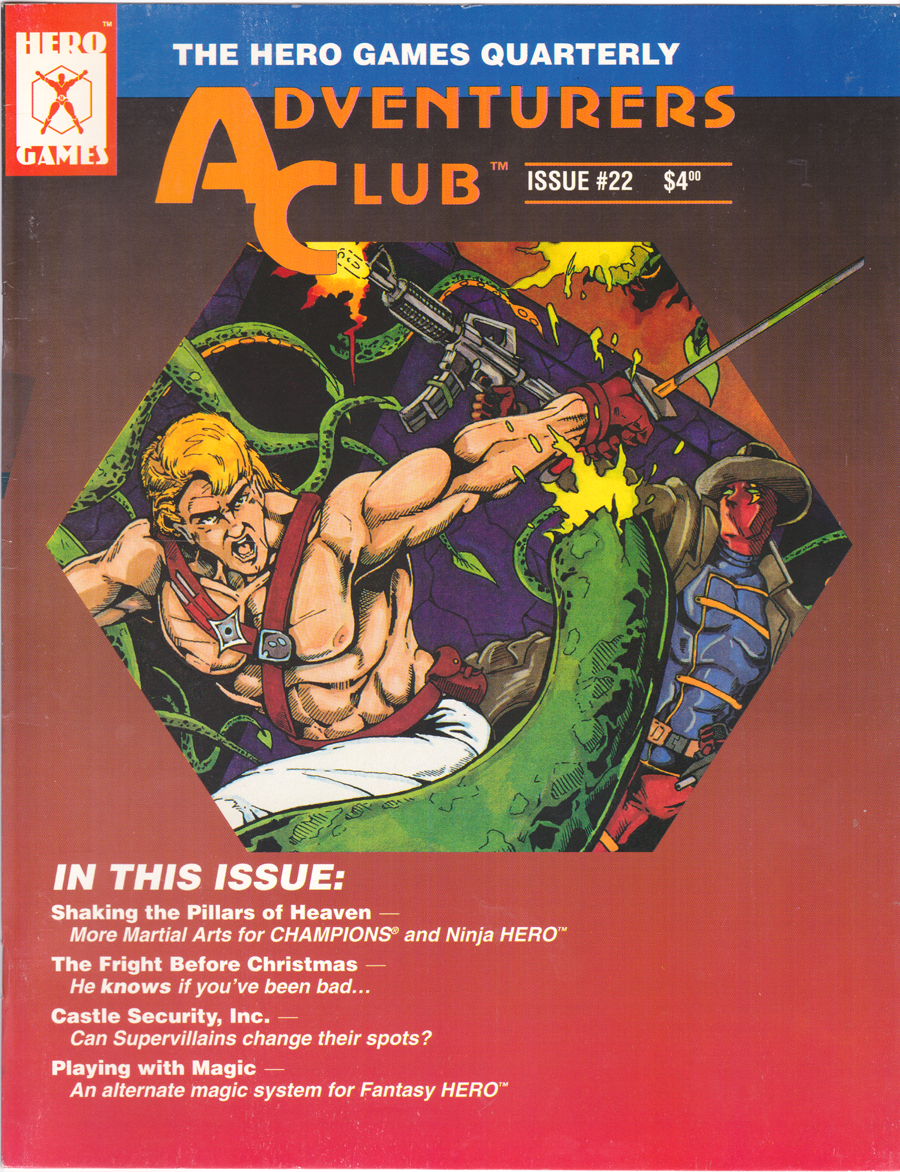 HERO™
GAMES
THE HERO GAMES QUARTERLY
ADVENTURERS
CLUB™
ISSUE #22 $4⁰⁰
IN THIS ISSUE:
Shaking the Pillars of Heaven —
More Martial Arts for CHAMPIONS® and Ninja HERO™
The Fright Before Christmas —
He knows if you've been bad...
Castle Security, Inc. —
Can Supervillains change their spots?
Playing with Magic —
An alternate magic system for Fantasy HERO™